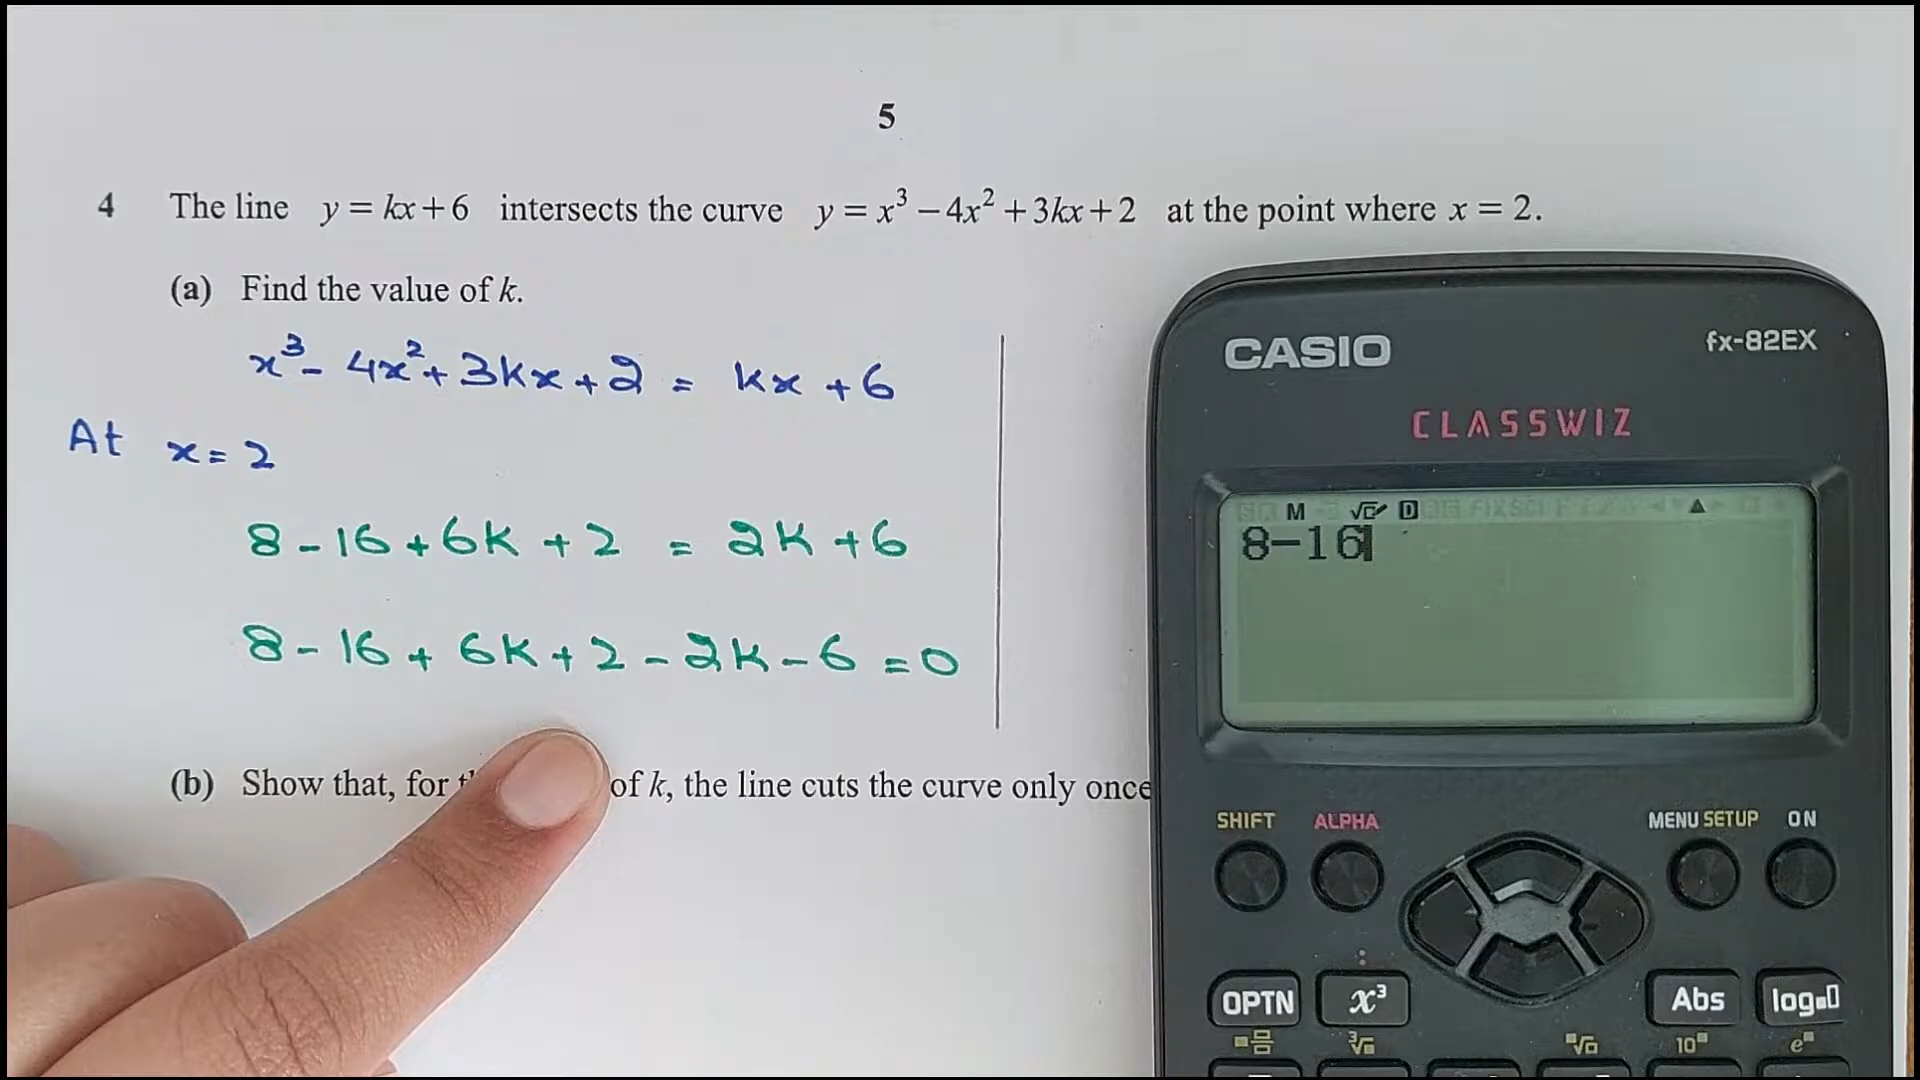 5
4 The line y = kx + 6 intersects the curve y = x³ − 4x² + 3kx + 2 at the point where x = 2.
(a) Find the value of k.
x³ - 4x² + 3kx + 2 = kx + 6
At x = 2
8 - 16 + 6k + 2 = 2k + 6
8 - 16 + 6k + 2 - 2k - 6 = 0
(b) Show that, for of k, the line cuts the curve only once
CASIO fx-82EX
CLASSWIZ
M √ D
8−16
SHIFT ALPHA MENU SETUP ON
OPTN x³ Abs log
10 e